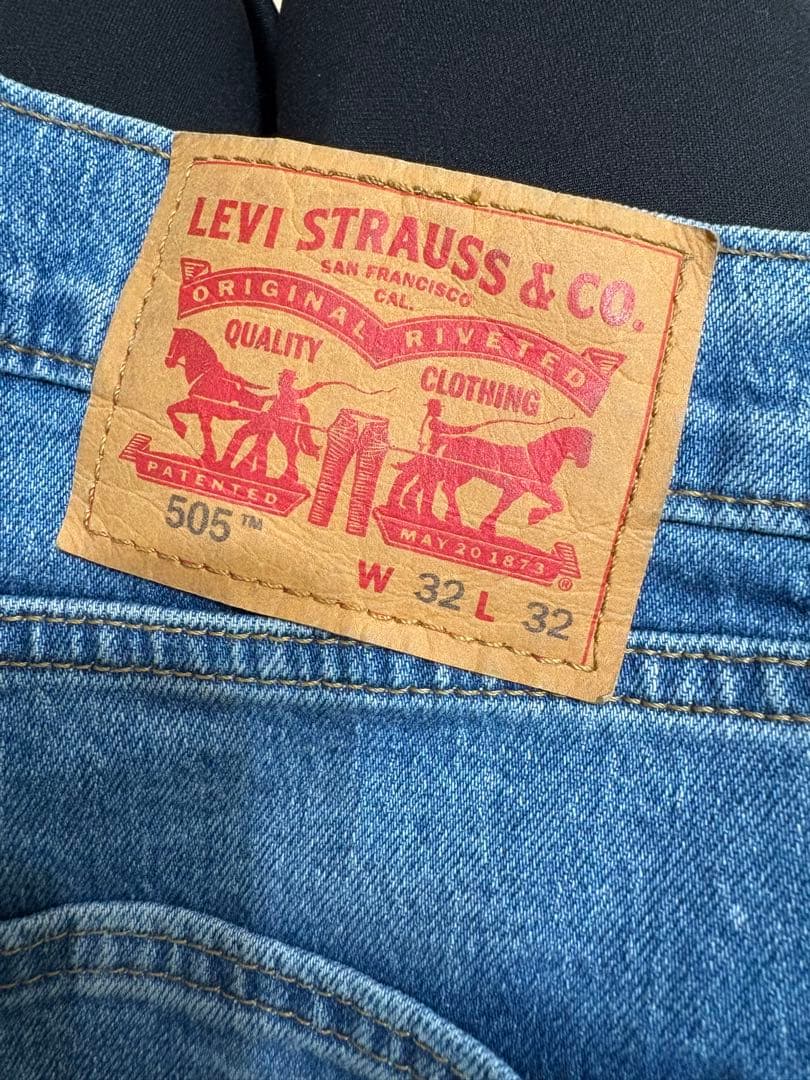 LEVI STRAUSS & CO.
SAN FRANCISCO
CAL.
ORIGINAL RIVETED
QUALITY CLOTHING
PATENTED
MAY 20 1873 ®
505™
W 32 L 32